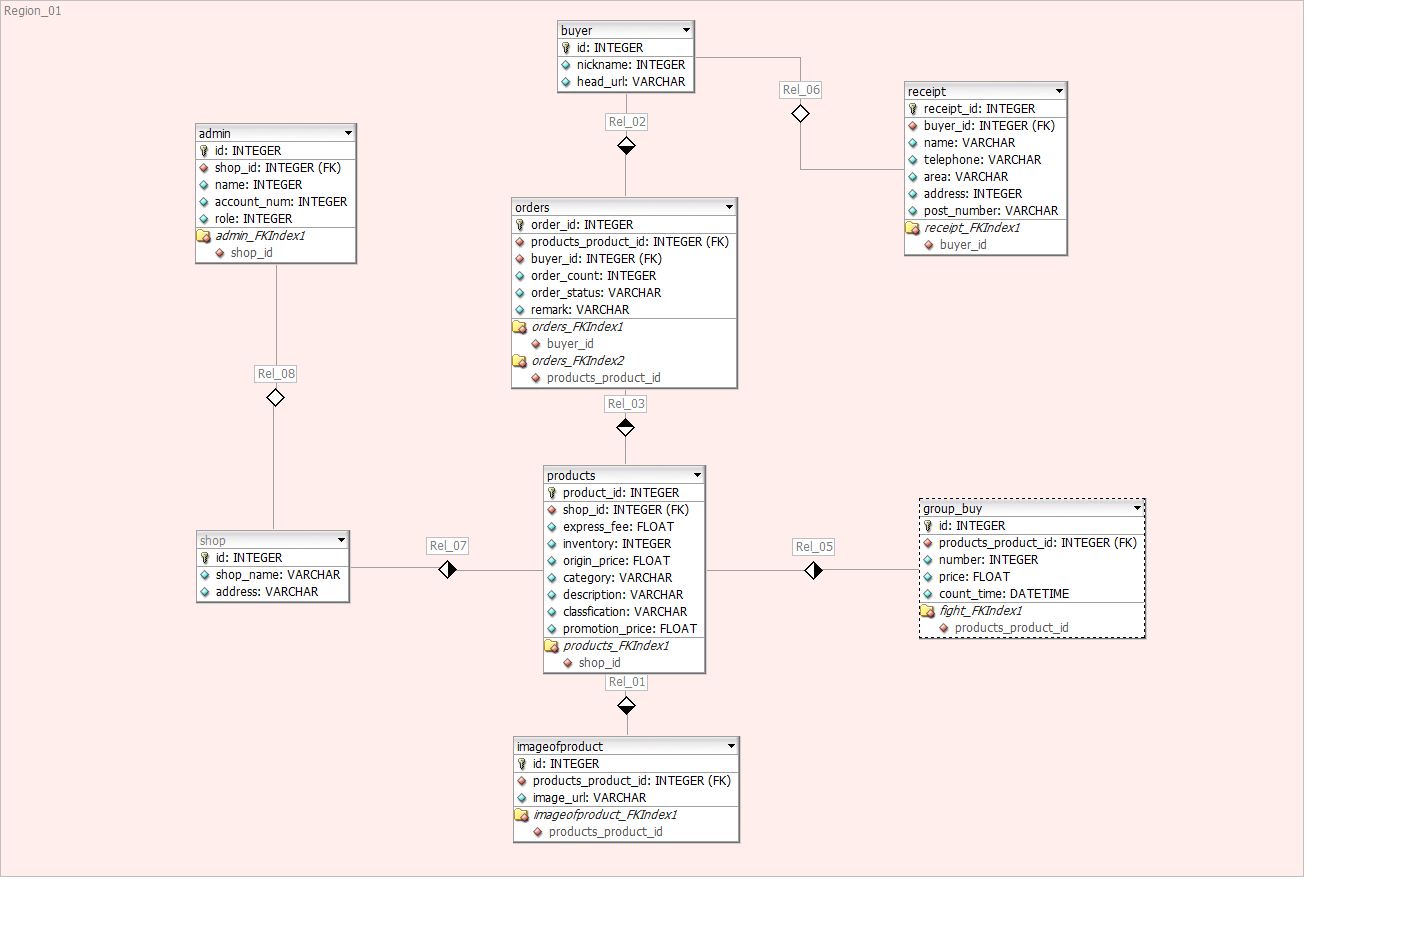 Region_01
buyer
id: INTEGER
nickname: INTEGER
head_url: VARCHAR
Rel_06
receipt
receipt_id: INTEGER
buyer_id: INTEGER (FK)
name: VARCHAR
telephone: VARCHAR
area: VARCHAR
address: INTEGER
post_number: VARCHAR
receipt_FKIndex1
buyer_id
Rel_02
admin
id: INTEGER
shop_id: INTEGER (FK)
name: INTEGER
account_num: INTEGER
role: INTEGER
admin_FKIndex1
shop_id
orders
order_id: INTEGER
products_product_id: INTEGER (FK)
buyer_id: INTEGER (FK)
order_count: INTEGER
order_status: VARCHAR
remark: VARCHAR
orders_FKIndex1
buyer_id
orders_FKIndex2
products_product_id
Rel_08
Rel_03
products
product_id: INTEGER
shop_id: INTEGER (FK)
express_fee: FLOAT
inventory: INTEGER
origin_price: FLOAT
category: VARCHAR
description: VARCHAR
classfication: VARCHAR
promotion_price: FLOAT
products_FKIndex1
shop_id
shop
id: INTEGER
shop_name: VARCHAR
address: VARCHAR
Rel_07
Rel_05
group_buy
id: INTEGER
products_product_id: INTEGER (FK)
number: INTEGER
price: FLOAT
count_time: DATETIME
fight_FKIndex1
products_product_id
Rel_01
imageofproduct
id: INTEGER
products_product_id: INTEGER (FK)
image_url: VARCHAR
imageofproduct_FKIndex1
products_product_id